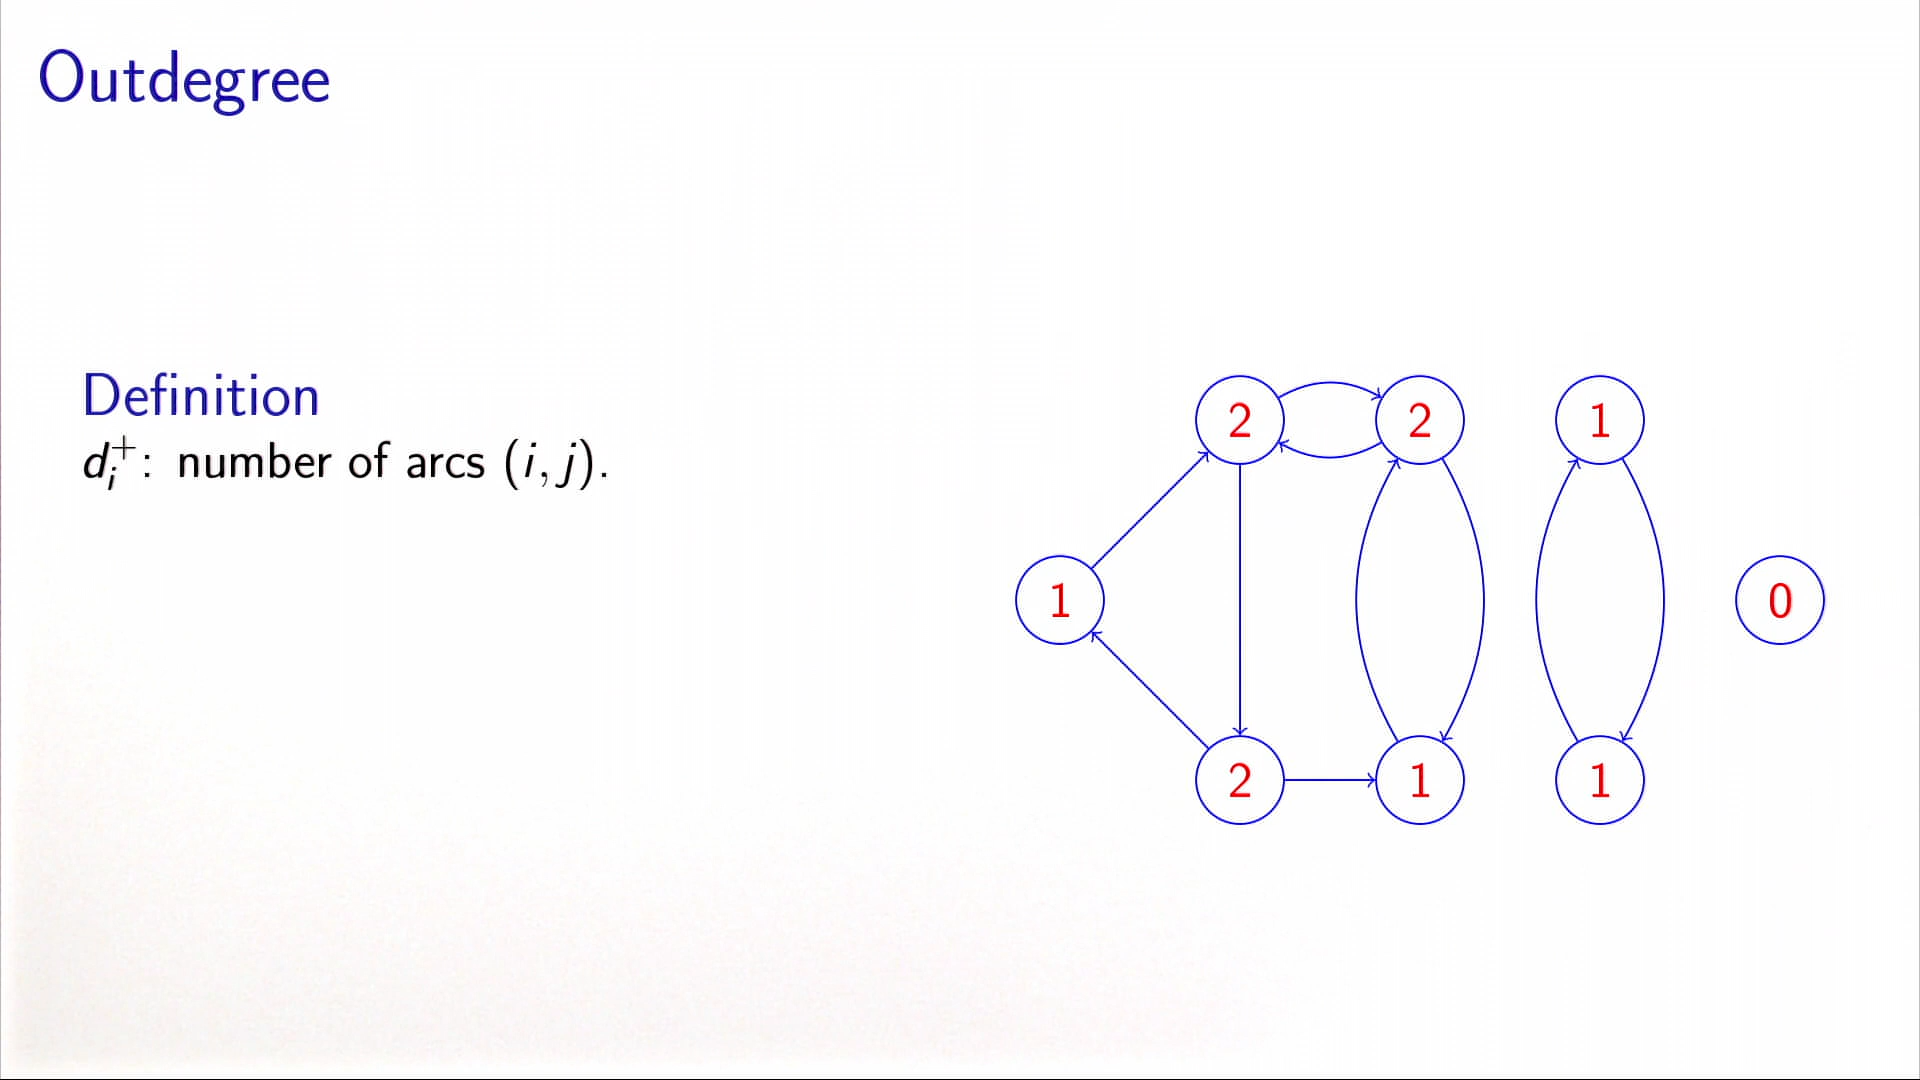 Outdegree
Definition
d_i^+: number of arcs (i, j).
2 2 1
1 0
2 1 1